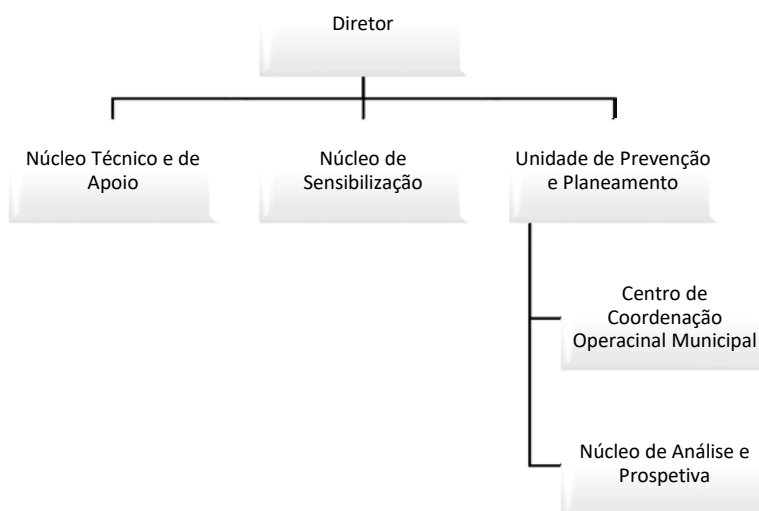 Diretor
Núcleo Técnico e de
Apoio
Núcleo de
Sensibilização
Unidade de Prevenção
e Planeamento
Centro de
Coordenação
Operacinal Municipal
Núcleo de Análise e
Prospetiva